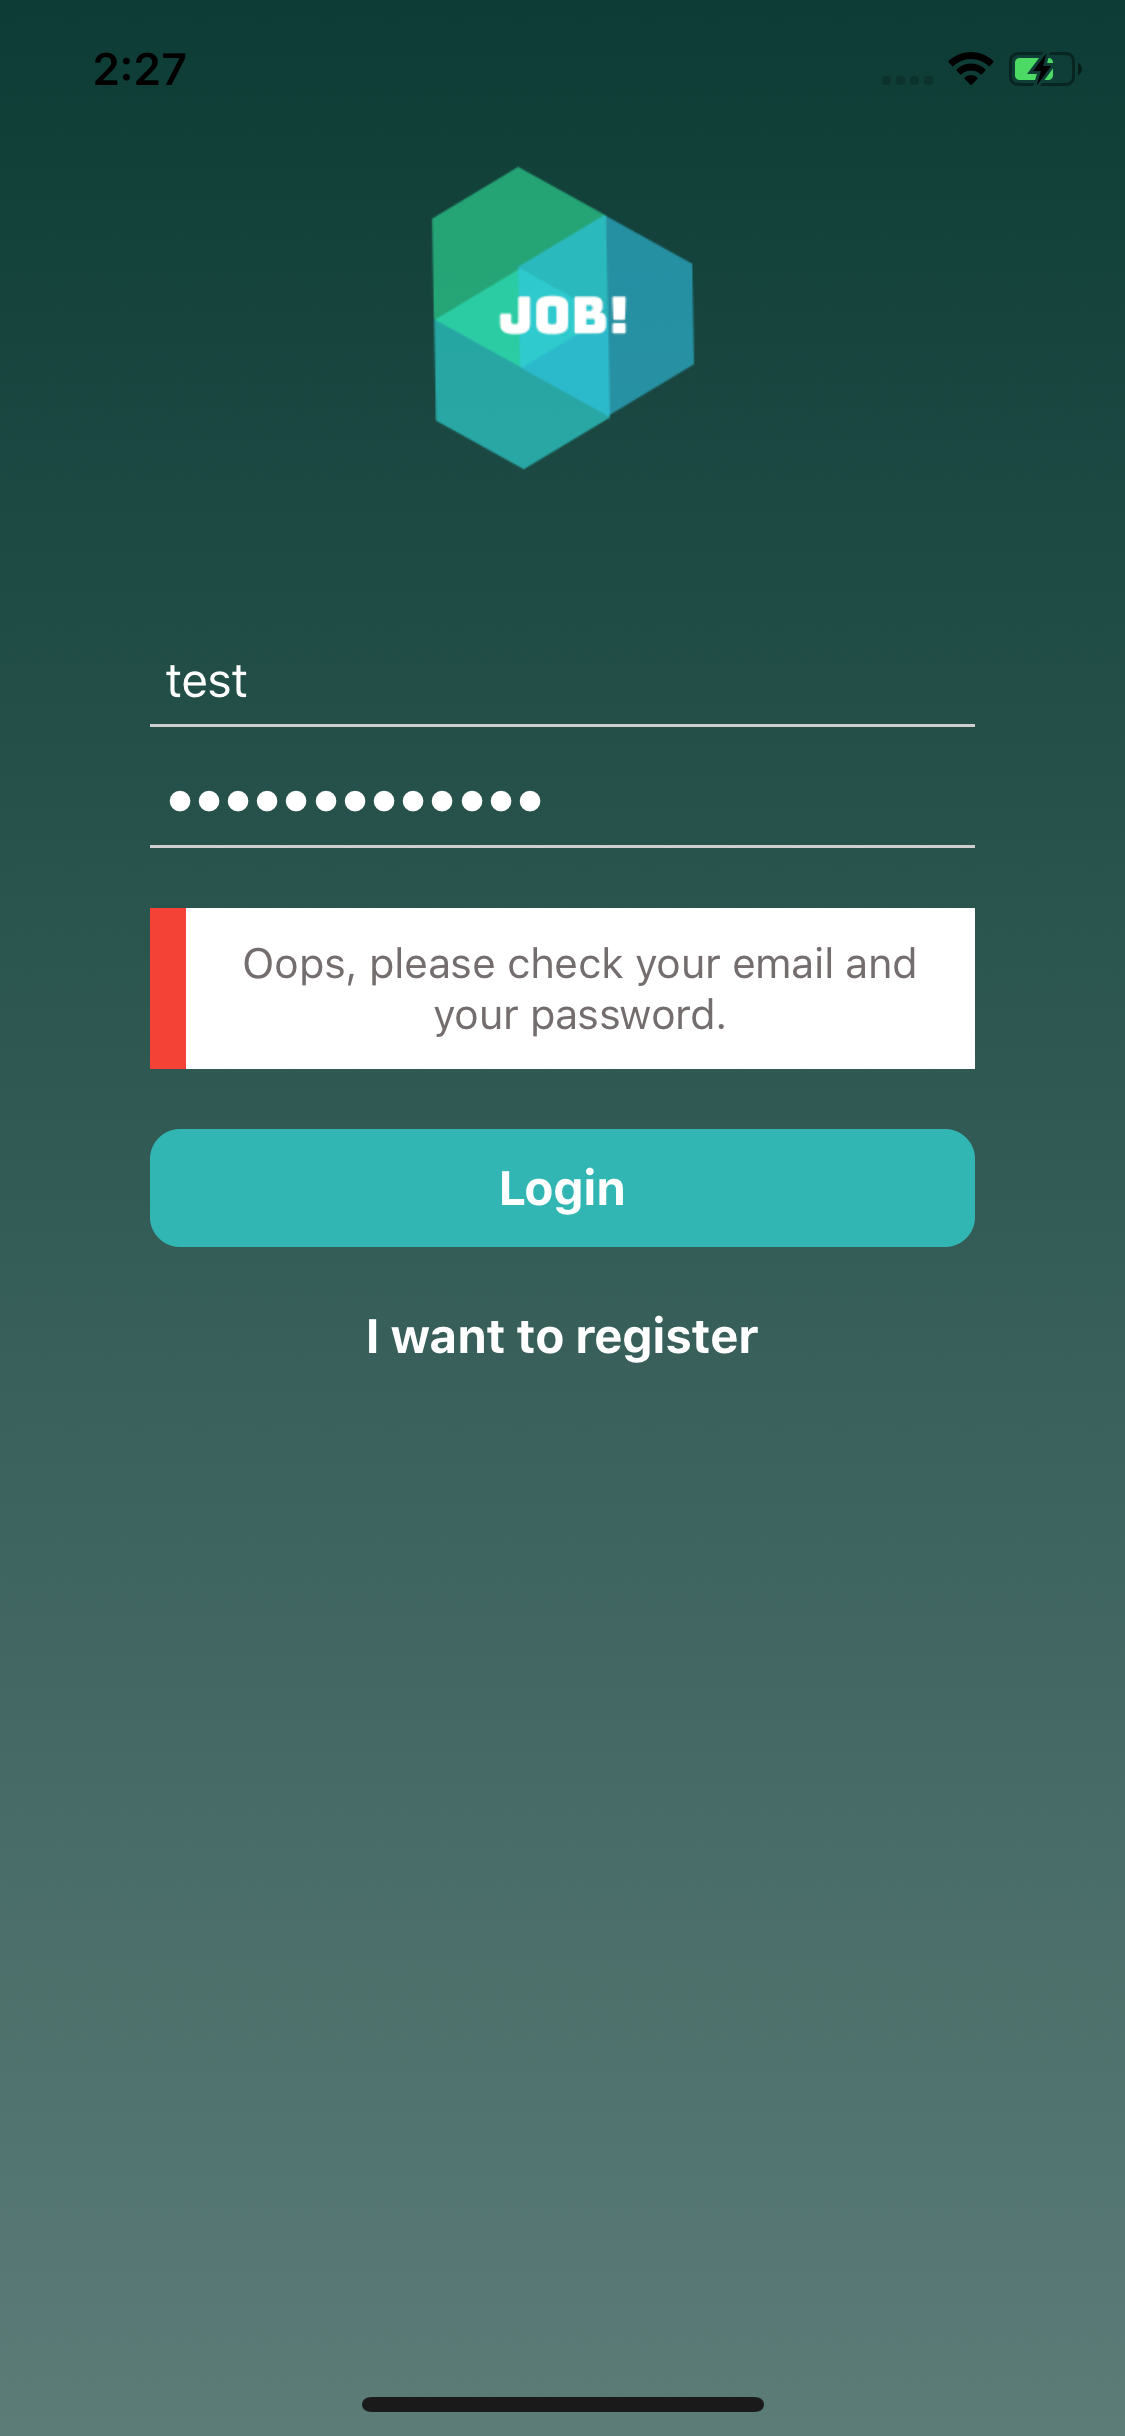 2:27
JOB!
test
•••••••••••••
Oops, please check your email and
your password.
Login
I want to register